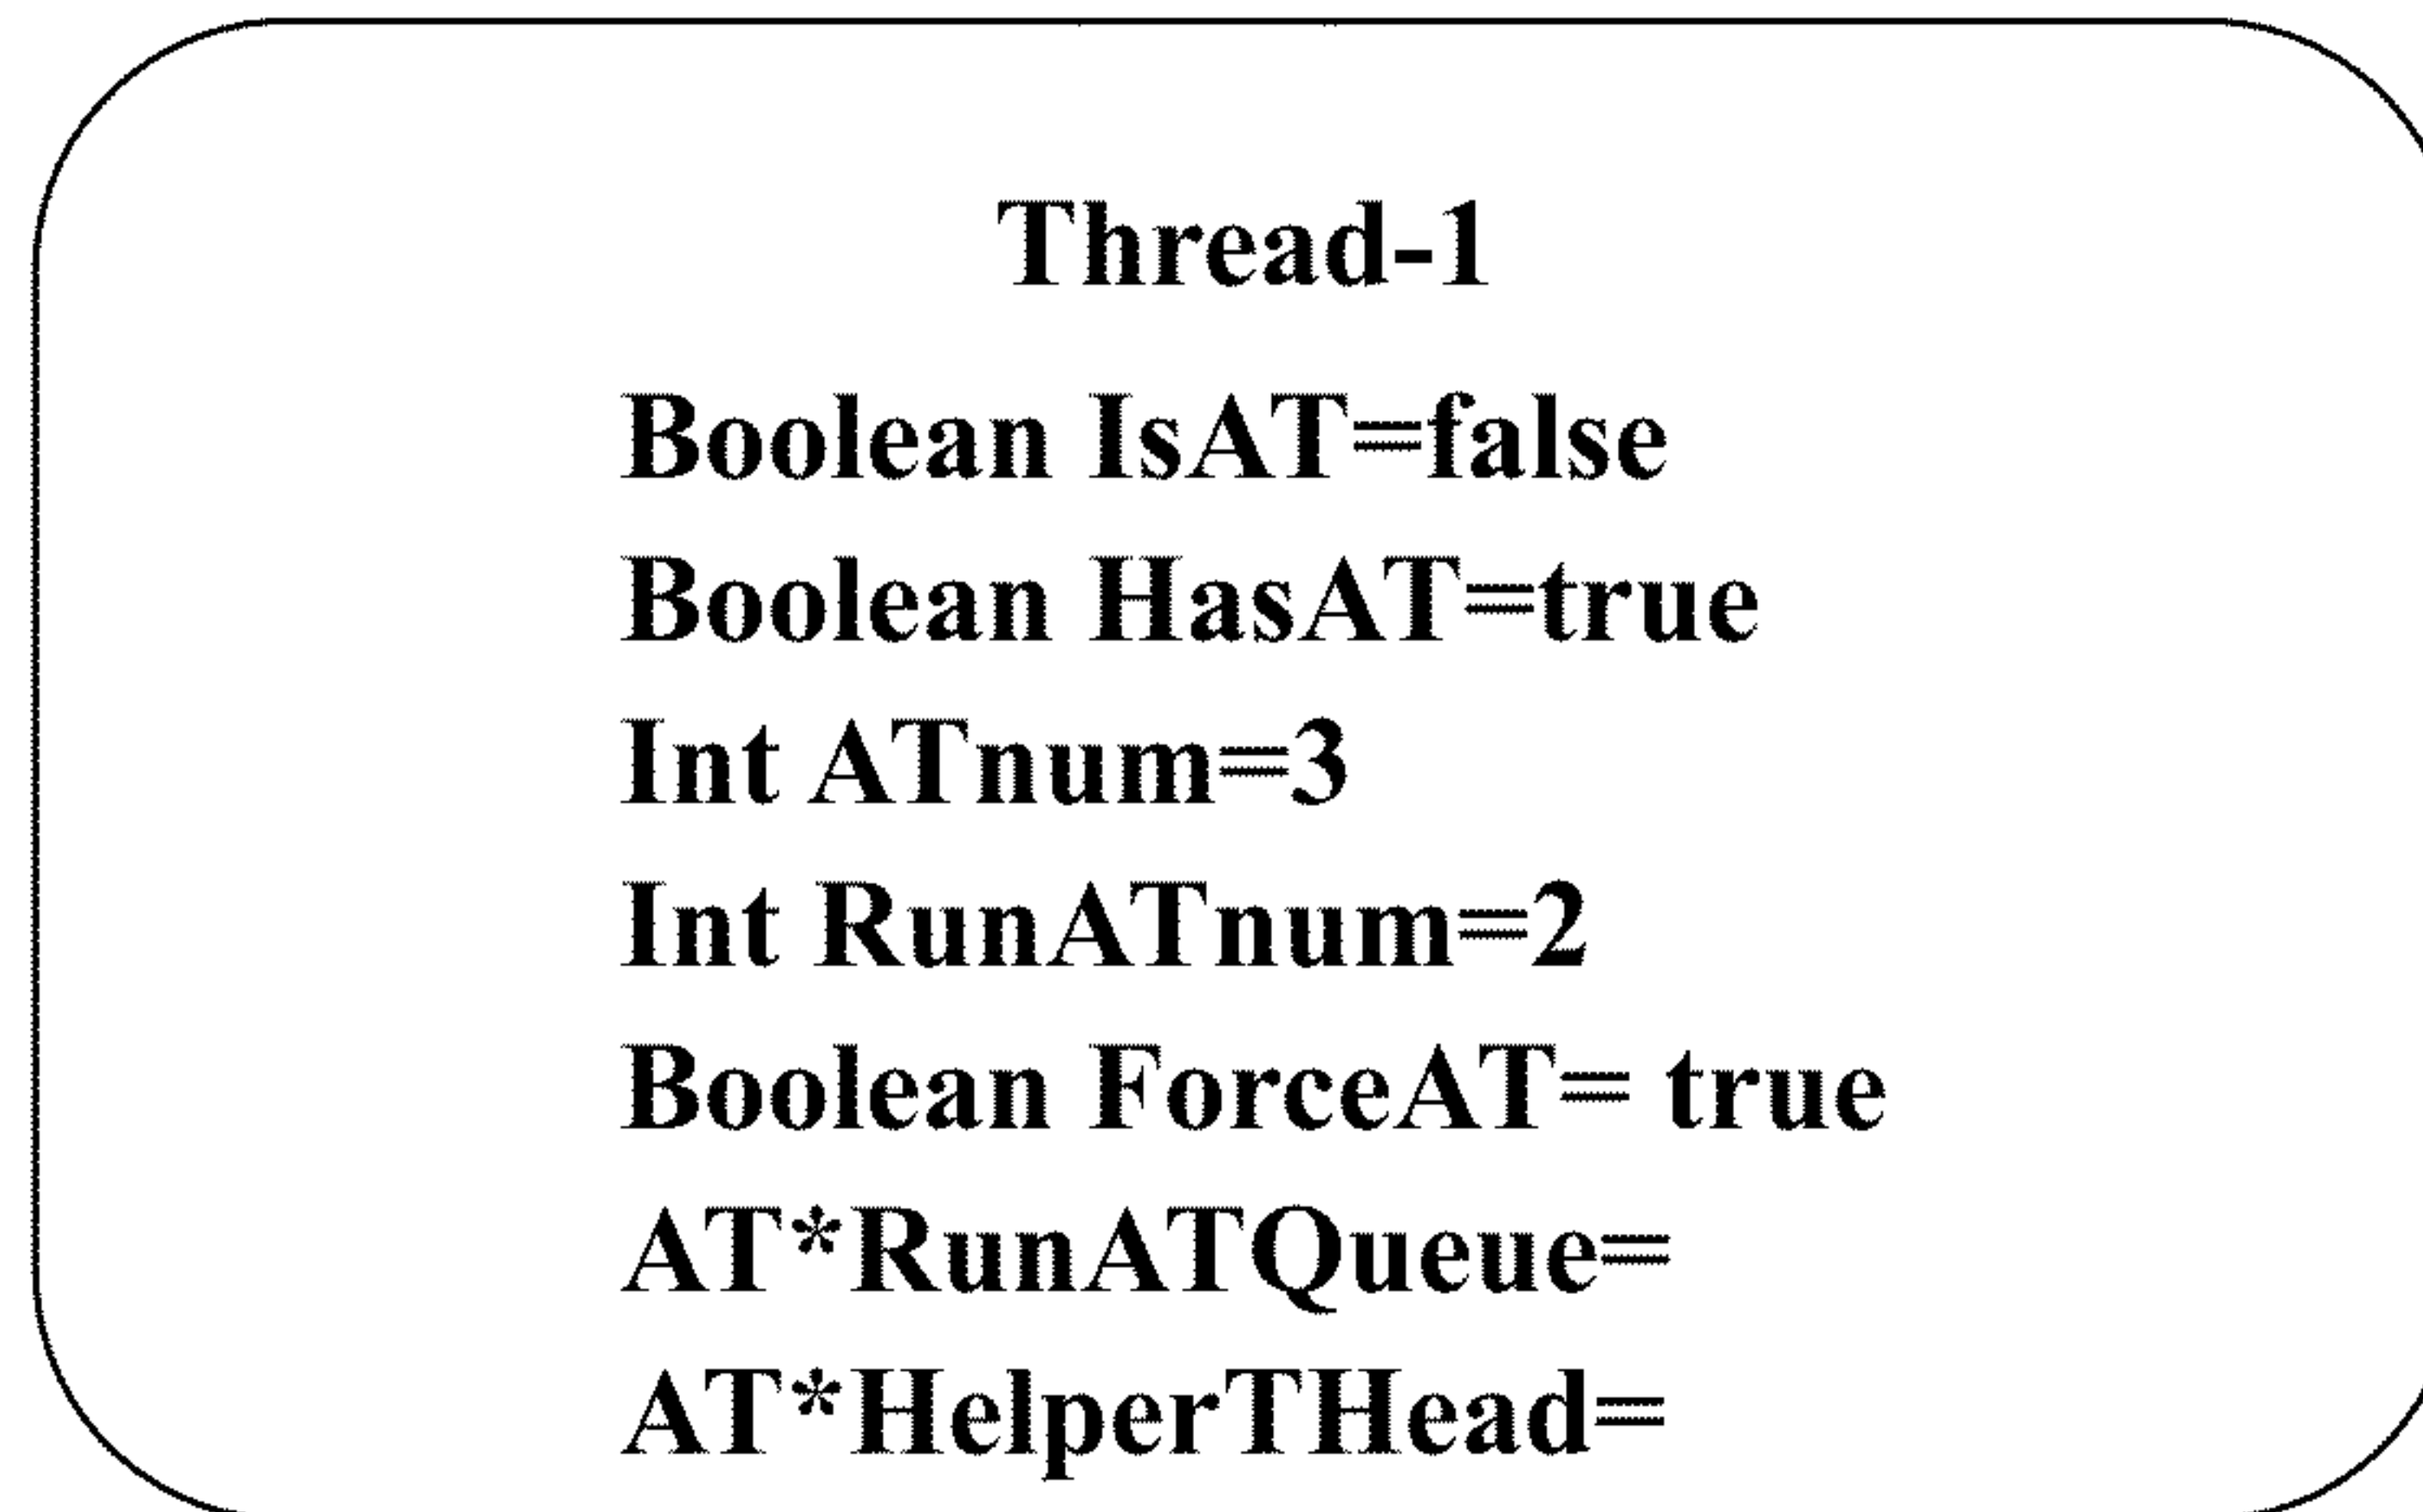 Thread-1
Boolean IsAT=false
Boolean HasAT=true
Int ATnum=3
Int RunATnum=2
Boolean ForceAT= true
AT*RunATQueue=
AT*HelperTHead=